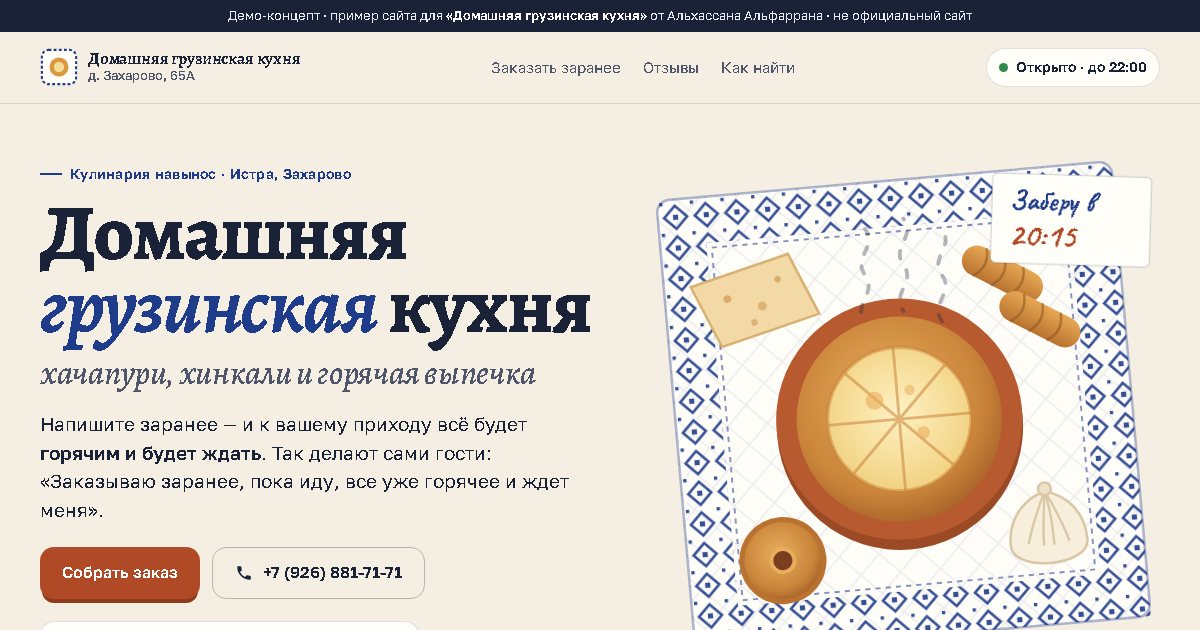 Демо-концепт · пример сайта для «Домашняя грузинская кухня» от Альхассана Альфаррана · не официальный сайт
Домашняя грузинская кухня
д. Захарово, 65А
Заказать заранее
Отзывы
Как найти
Открыто · до 22:00
Кулинария навынос · Истра, Захарово
Домашняя
грузинская кухня
хачапури, хинкали и горячая выпечка
Напишите заранее — и к вашему приходу всё будет
горячим и будет ждать. Так делают сами гости:
«Заказываю заранее, пока иду, все уже горячее и ждет
меня».
Собрать заказ
+7 (926) 881-71-71
Заберу в
20:15